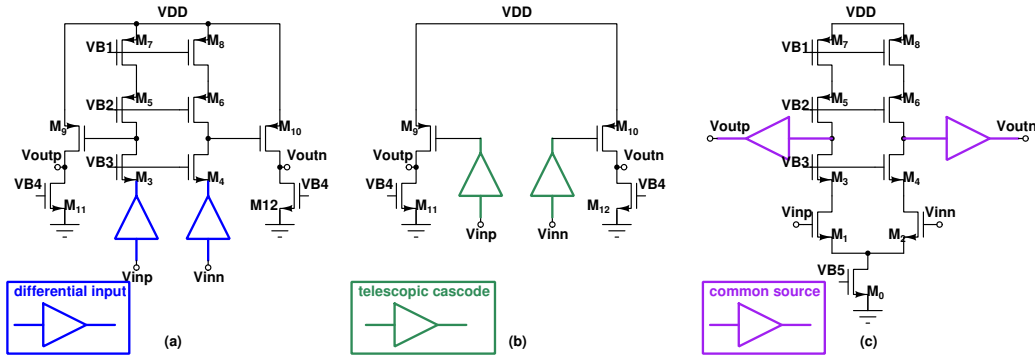 VDD
VB1
M7
M8
VB2
M5
M6
M9
M10
Voutp
Voutn
VB3
M3
M4
VB4
VB4
M11
M12
Vinp
Vinn
differential input
(a)
VDD
M9
M10
Voutp
Voutn
VB4
VB4
M11
M12
Vinp
Vinn
telescopic cascode
(b)
VDD
VB1
M7
M8
VB2
M5
M6
Voutp
Voutn
VB3
M3
M4
Vinp
Vinn
M1
M2
VB5
M0
common source
(c)